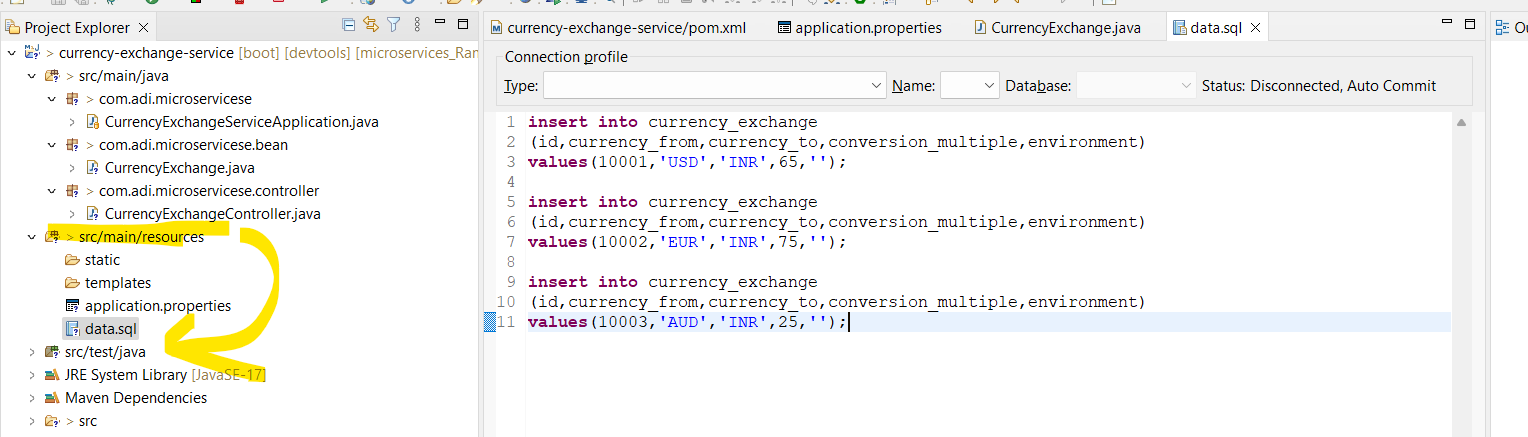 Project Explorer
> currency-exchange-service [boot] [devtools] [microservices_Ran
> src/main/java
> com.adi.microservicese
CurrencyExchangeServiceApplication.java
> com.adi.microservicese.bean
CurrencyExchange.java
> com.adi.microservicese.controller
CurrencyExchangeController.java
> src/main/resources
static
templates
application.properties
data.sql
src/test/java
JRE System Library [JavaSE-17]
Maven Dependencies
> src
currency-exchange-service/pom.xml application.properties CurrencyExchange.java data.sql
Connection profile
Type: Name: Database: Status: Disconnected, Auto Commit
1 insert into currency_exchange
2 (id,currency_from,currency_to,conversion_multiple,environment)
3 values(10001,'USD','INR',65,'');
4
5 insert into currency_exchange
6 (id,currency_from,currency_to,conversion_multiple,environment)
7 values(10002,'EUR','INR',75,'');
8
9 insert into currency_exchange
10 (id,currency_from,currency_to,conversion_multiple,environment)
11 values(10003,'AUD','INR',25,'');